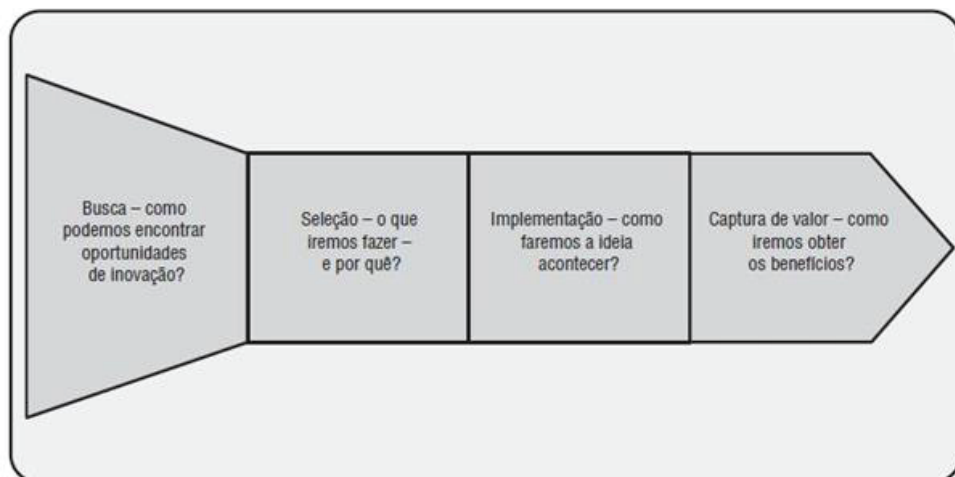 Busca – como
podemos encontrar
oportunidades
de inovação?
Seleção – o que
iremos fazer –
e por quê?
Implementação – como
faremos a ideia
acontecer?
Captura de valor – como
iremos obter
os benefícios?